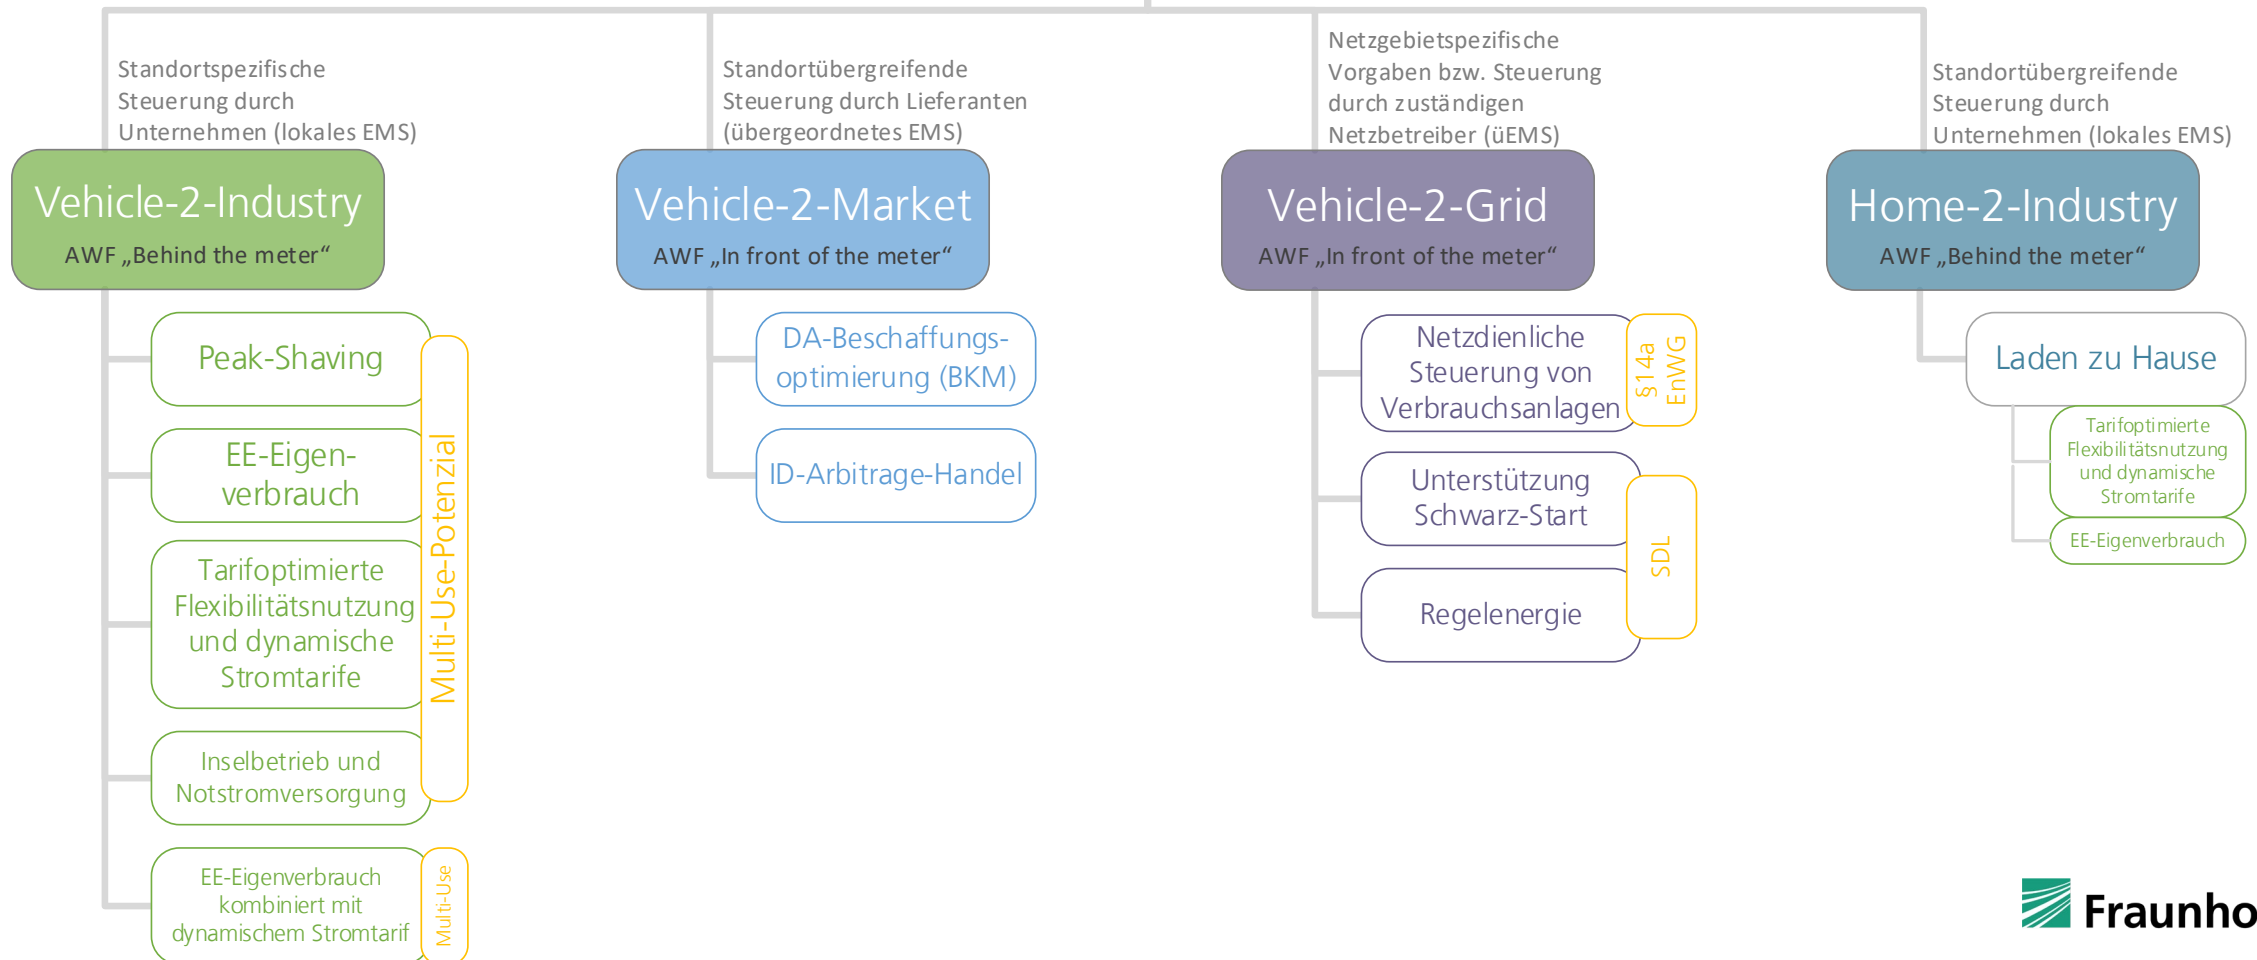 Standortspezifische
Steuerung durch
Unternehmen (lokales EMS)
Vehicle-2-Industry
AWF „Behind the meter“
Peak-Shaving
EE-Eigen-
verbrauch
Tarifoptimierte
Flexibilitätsnutzung
und dynamische
Stromtarife
Inselbetrieb und
Notstromversorgung
Multi-Use-Potenzial
EE-Eigenverbrauch
kombiniert mit
dynamischem Stromtarif
Multi-Use
Standortübergreifende
Steuerung durch Lieferanten
(übergeordnetes EMS)
Vehicle-2-Market
AWF „In front of the meter“
DA-Beschaffungs-
optimierung (BKM)
ID-Arbitrage-Handel
Netzgebietspezifische
Vorgaben bzw. Steuerung
durch zuständigen
Netzbetreiber (üEMS)
Vehicle-2-Grid
AWF „In front of the meter“
Netzdienliche
Steuerung von
Verbrauchsanlagen
§14a
EnWG
Unterstützung
Schwarz-Start
Regelenergie
SDL
Standortübergreifende
Steuerung durch
Unternehmen (lokales EMS)
Home-2-Industry
AWF „Behind the meter“
Laden zu Hause
Tarifoptimierte
Flexibilitätsnutzung
und dynamische
Stromtarife
EE-Eigenverbrauch
Fraunho